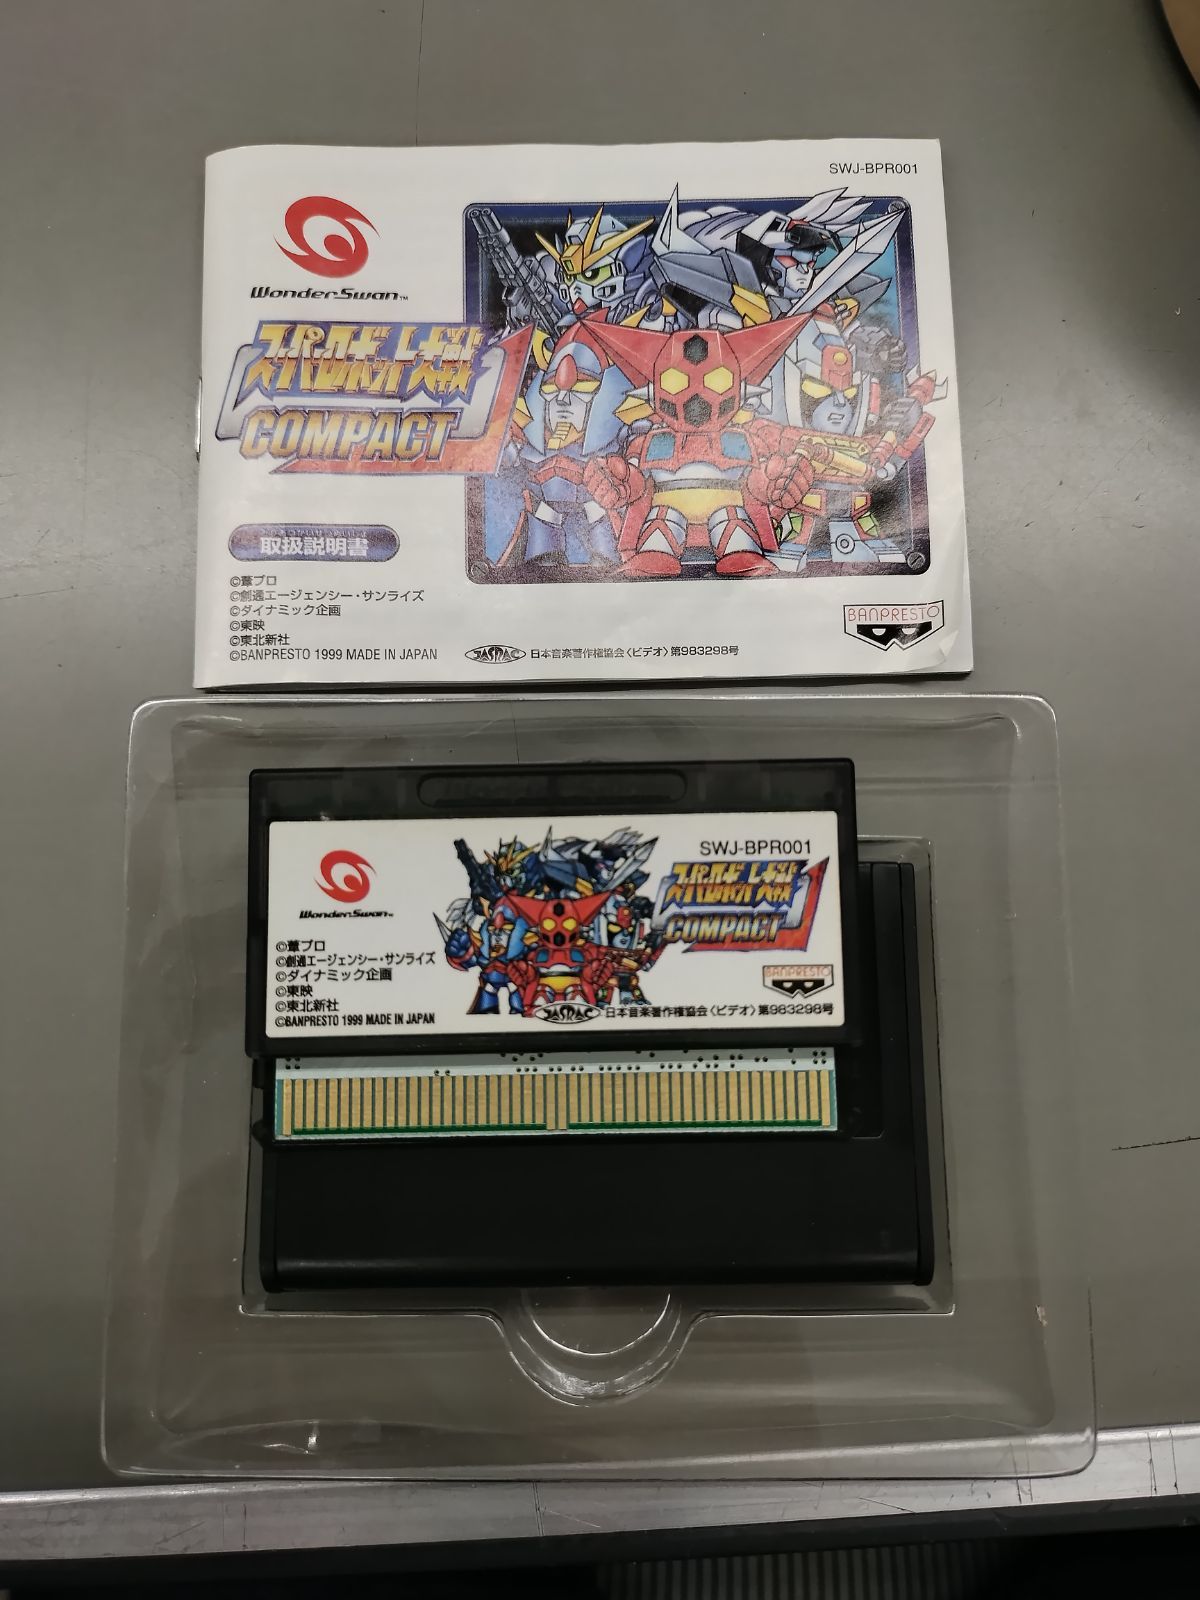 SWJ-BPR001
WonderSwan™
スーパーロボット大戦
COMPACT
取扱説明書
©葦プロ
©創通エージェンシー・サンライズ
©ダイナミック企画
©東映
©東北新社
©BANPRESTO 1999 MADE IN JAPAN
JASRAC 日本音楽著作権協会〈ビデオ〉第983298号
BANPRESTO
SWJ-BPR001
WonderSwan™
スーパーロボット大戦
COMPACT
©葦プロ
©創通エージェンシー・サンライズ
©ダイナミック企画
©東映
©東北新社
©BANPRESTO 1999 MADE IN JAPAN
BANPRESTO
JASRAC 日本音楽著作権協会〈ビデオ〉第983298号